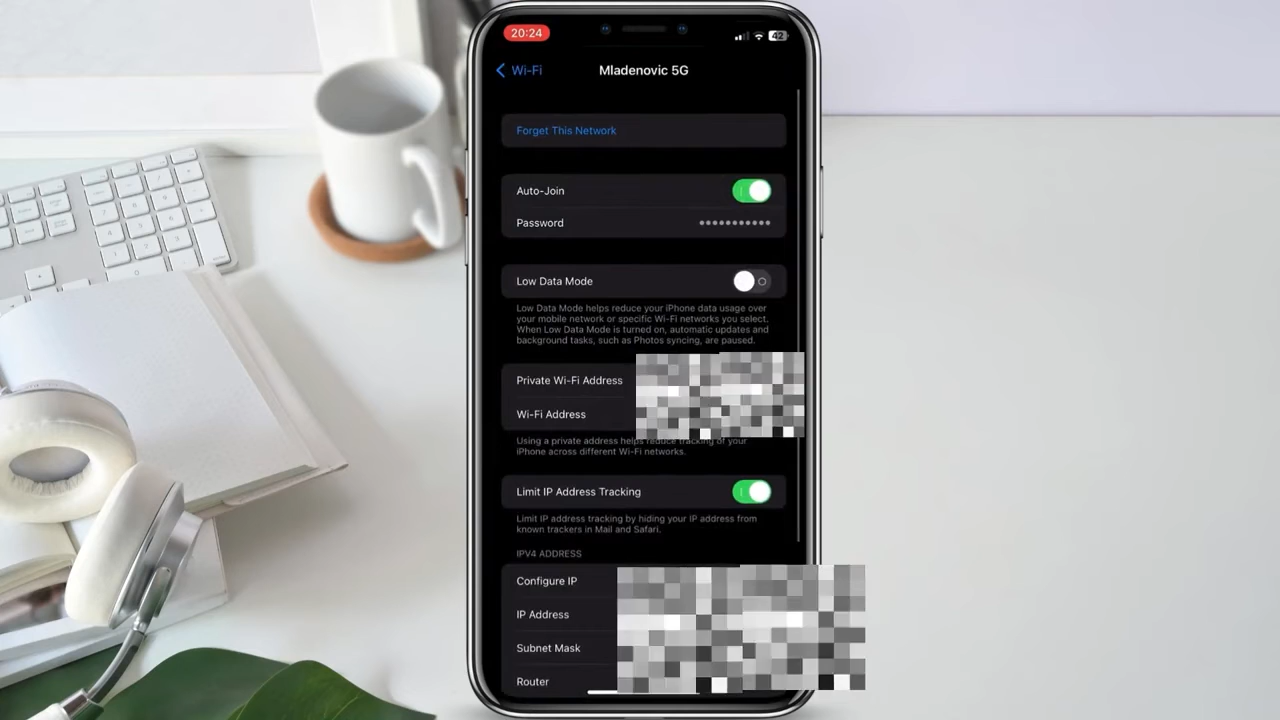 20:24
42
Wi-Fi
Mladenovic 5G
Forget This Network
Auto-Join
Password
Low Data Mode
Low Data Mode helps reduce your iPhone data usage over
your mobile network or specific Wi-Fi networks you select.
When Low Data Mode is turned on, automatic updates and
background tasks, such as Photos syncing, are paused.
Private Wi-Fi Address
Wi-Fi Address
Using a private address helps reduce tracking of your
iPhone across different Wi-Fi networks.
Limit IP Address Tracking
Limit IP address tracking by hiding your IP address from
known trackers in Mail and Safari.
IPV4 ADDRESS
Configure IP
IP Address
Subnet Mask
Router